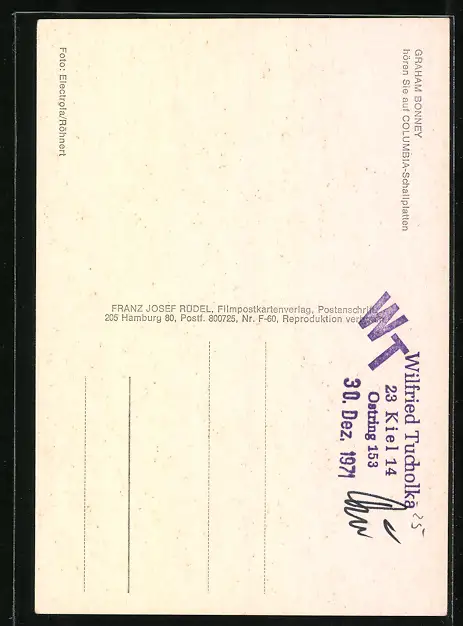 GRAHAM BONNEY
hören Sie auf COLUMBIA-Schallplatten
Foto: Electrola/Röhnert
FRANZ JOSEF RÜDEL, Filmpostkartenverlag, Postanschrift
205 Hamburg 80, Postf. 800725, Nr. F-60, Reproduktion
WT
Wilfried Tucholka
23 Kiel 14
Ostring 153
30. Dez. 1971
25